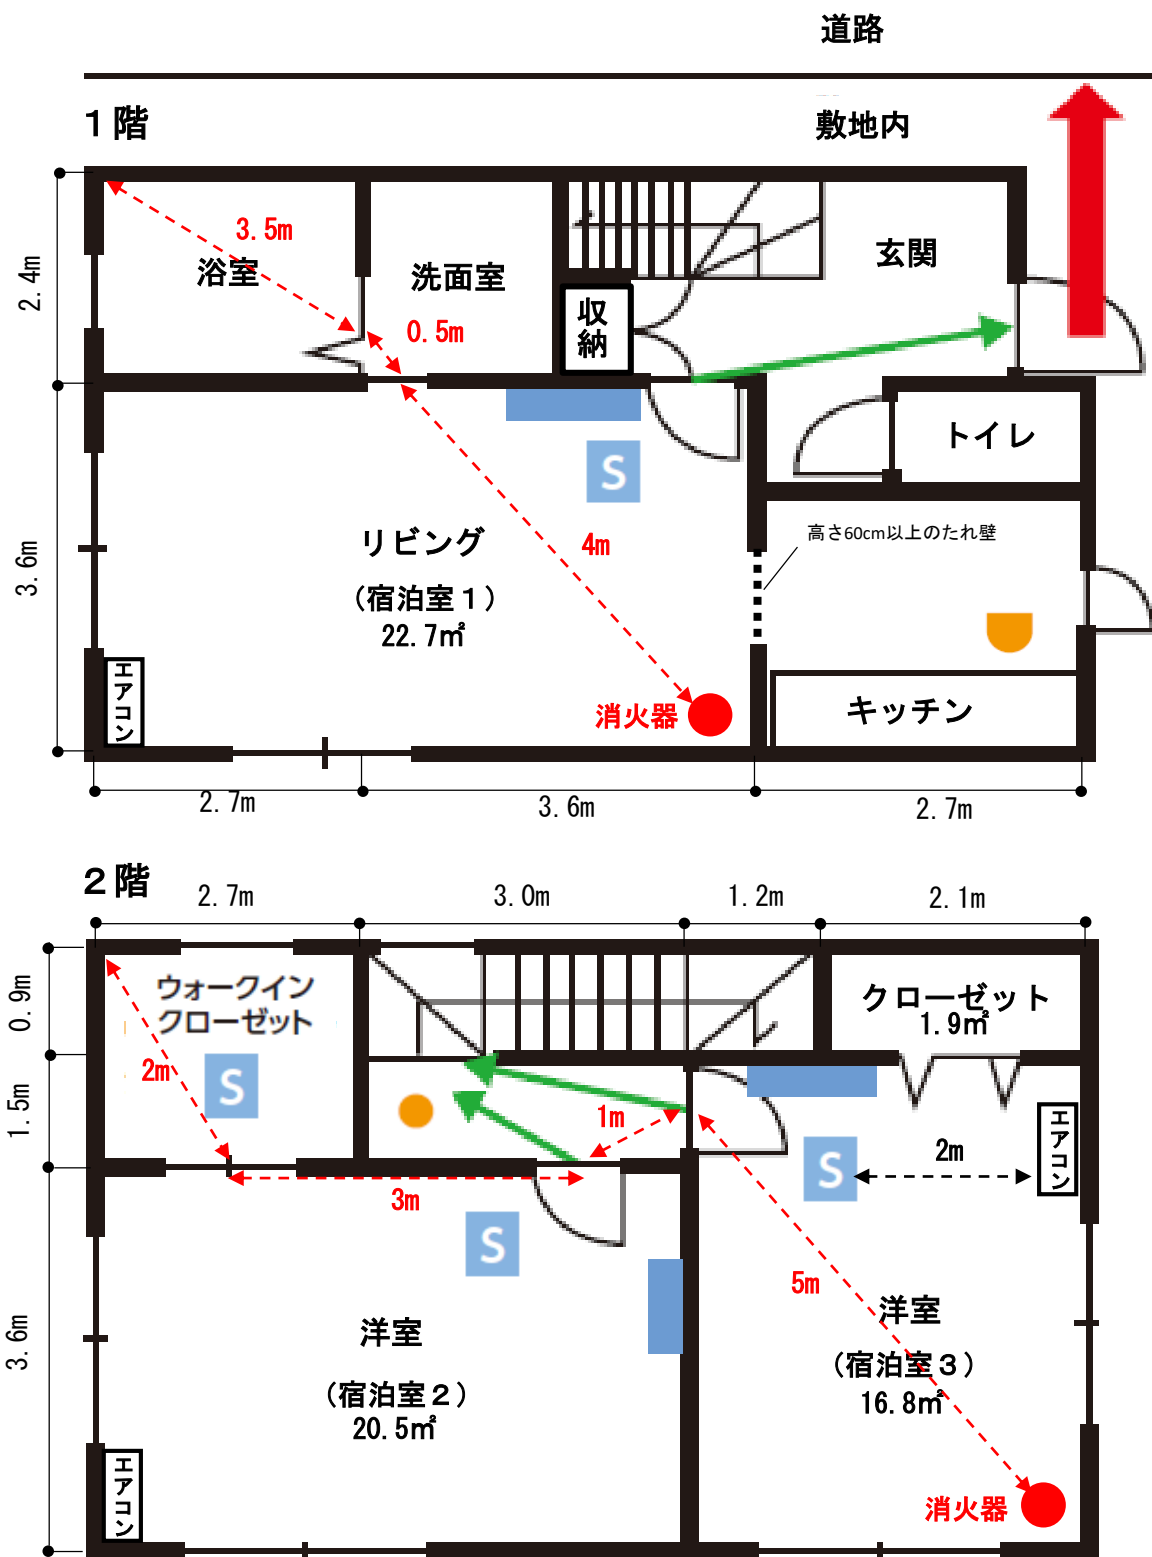 道路
１階
敷地内
3.5m
浴室
洗面室
玄関
2.4m
0.5m
収納
トイレ
S
リビング
4m
高さ60cm以上のたれ壁
（宿泊室１）
22.7㎡
3.6m
エアコン
消火器
キッチン
2.7m
3.6m
2.7m
２階
2.7m
3.0m
1.2m
2.1m
0.9m
ウォークイン
クローゼット
クローゼット
1.9㎡
2m
S
1m
1.5m
エアコン
S
2m
3m
S
5m
3.6m
洋室
（宿泊室２）
20.5㎡
洋室
（宿泊室３）
16.8㎡
エアコン
消火器